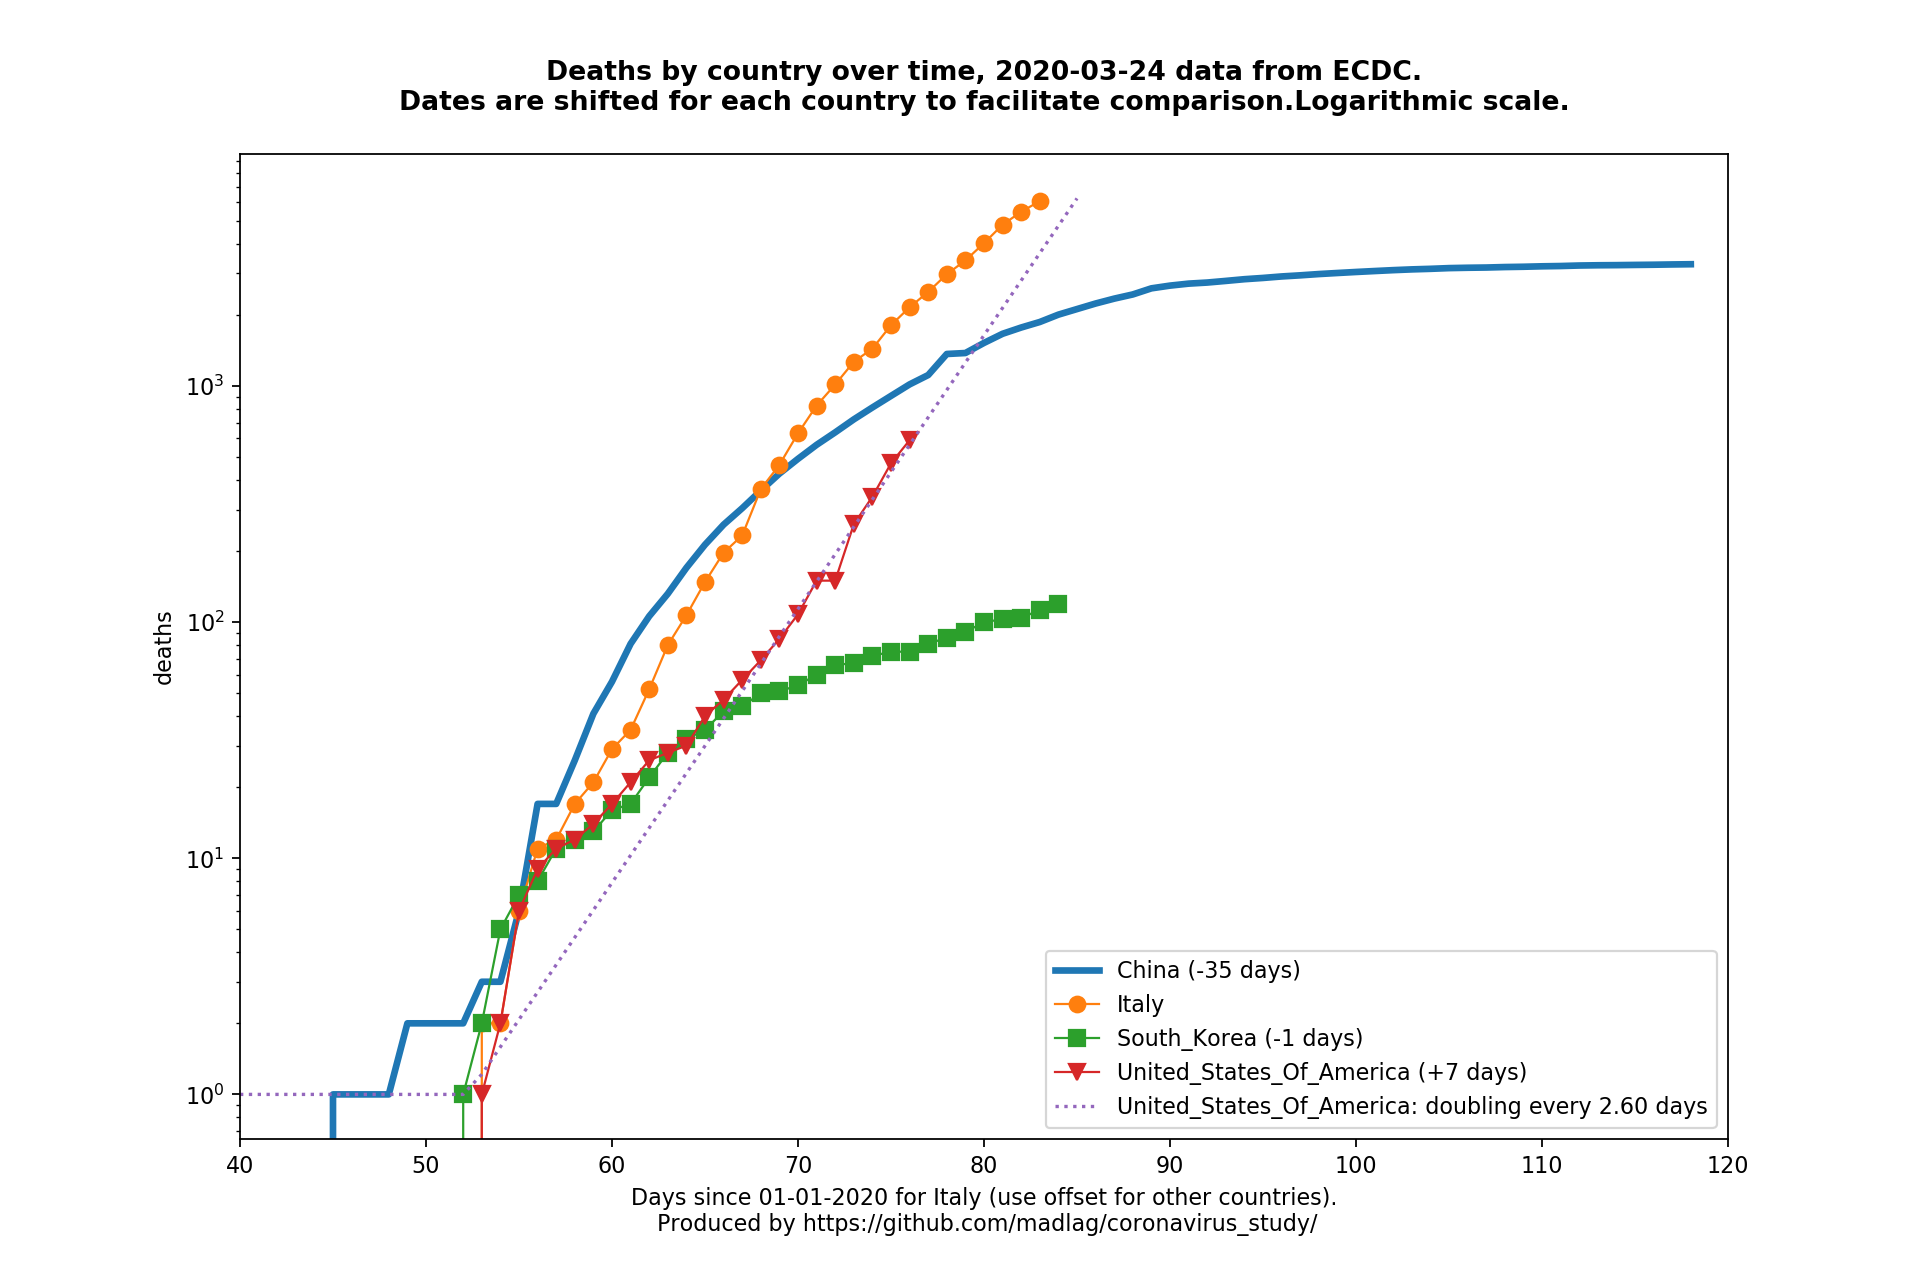 Deaths by country over time, 2020-03-24 data from ECDC.
Dates are shifted for each country to facilitate comparison.Logarithmic scale.
deaths
10³
10²
10¹
10⁰
40 50 60 70 80 90 100 110 120
China (-35 days)
Italy
South_Korea (-1 days)
United_States_Of_America (+7 days)
United_States_Of_America: doubling every 2.60 days
Days since 01-01-2020 for Italy (use offset for other countries).
Produced by https://github.com/madlag/coronavirus_study/